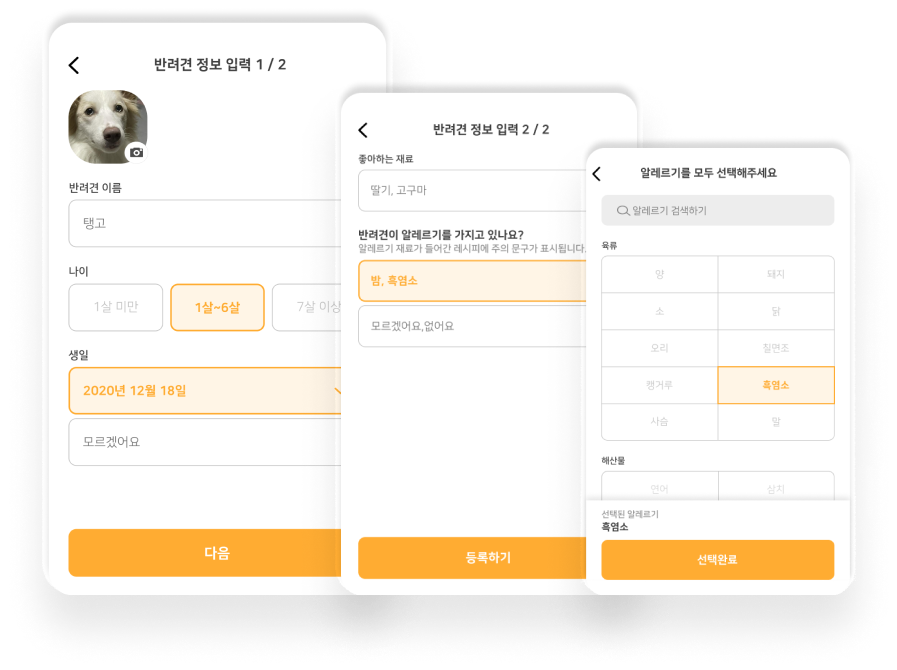 반려견 정보 입력 1 / 2
반려견 이름
탱고
나이
1살 미만
1살~6살
7살 이상
생일
2020년 12월 18일
모르겠어요
다음
반려견 정보 입력 2 / 2
좋아하는 재료
딸기, 고구마
반려견이 알레르기를 가지고 있나요?
알레르기 재료가 들어간 레시피에 주의 문구가 표시됩니다.
밤, 흑염소
모르겠어요,없어요
등록하기
알레르기를 모두 선택해주세요
알레르기 검색하기
육류
양
돼지
소
닭
오리
칠면조
캥거루
흑염소
사슴
말
해산물
연어
참치
선택된 알레르기
흑염소
선택완료